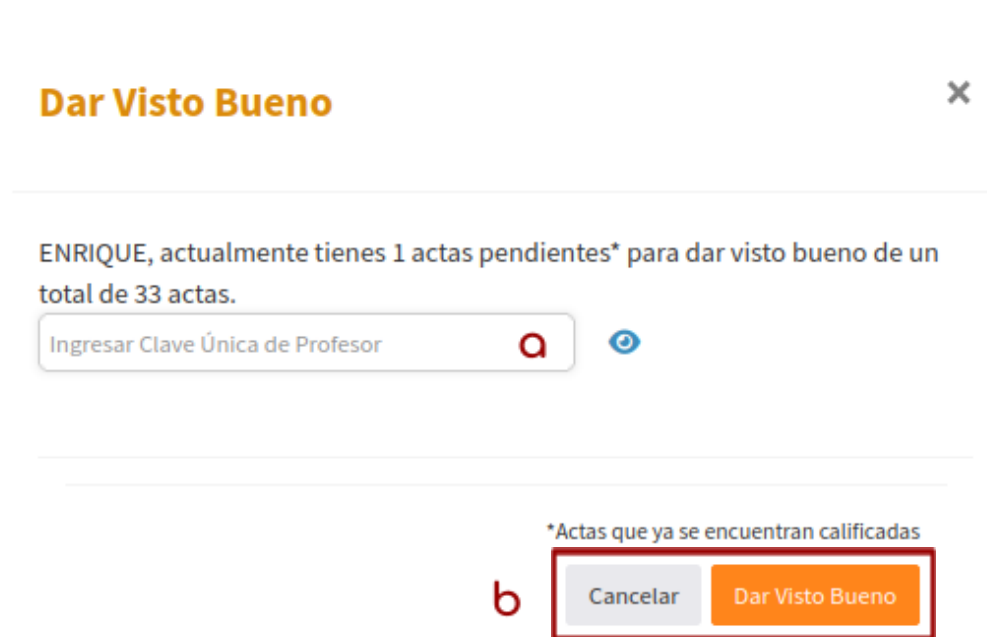 Dar Visto Bueno
×
ENRIQUE, actualmente tienes 1 actas pendientes* para dar visto bueno de un
total de 33 actas.
Ingresar Clave Única de Profesor a
*Actas que ya se encuentran calificadas
b Cancelar Dar Visto Bueno